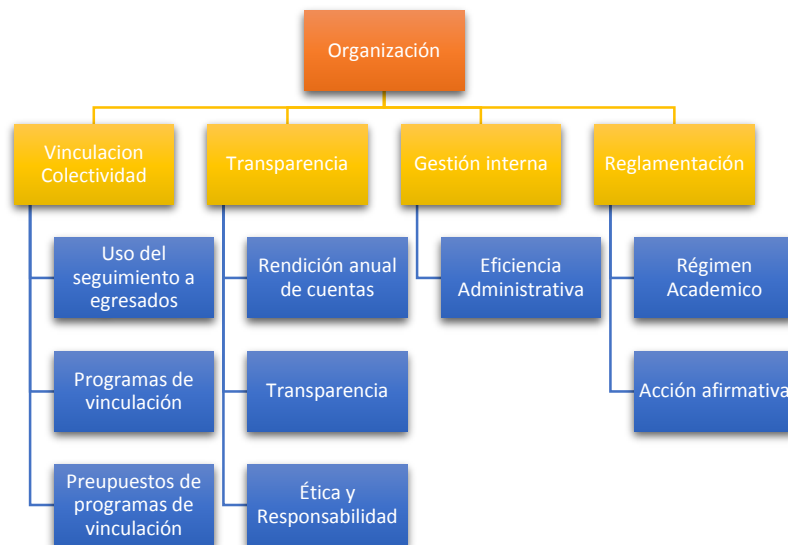 Organización
Vinculacion
Colectividad
Transparencia
Gestión interna
Reglamentación
Uso del
seguimiento a
egresados
Rendición anual
de cuentas
Eficiencia
Administrativa
Régimen
Academico
Programas de
vinculación
Transparencia
Acción afirmativa
Prepuestos de
programas de
vinculación
Ética y
Responsabilidad